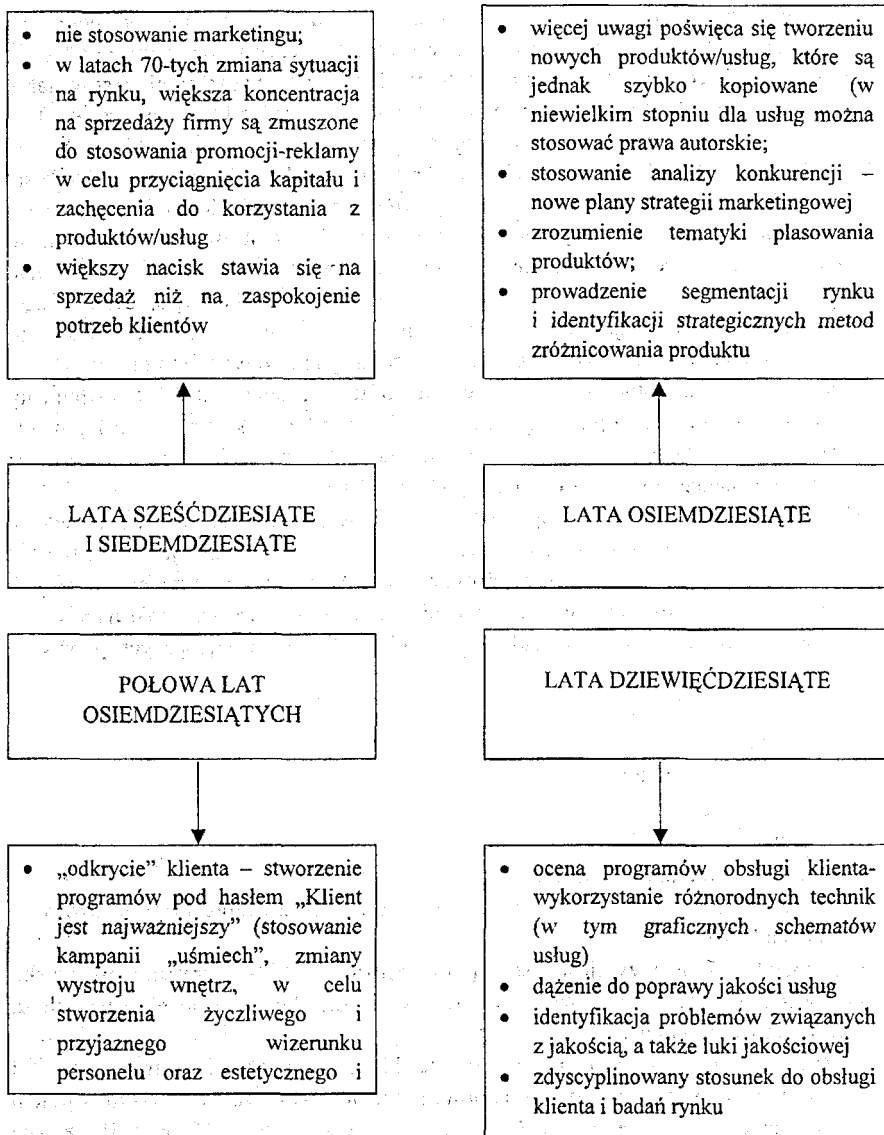 • nie stosowanie marketingu;
• w latach 70-tych zmiana sytuacji
na rynku, większa koncentracja
na sprzedaży firmy są zmuszone
do stosowania promocji-reklamy
w celu przyciągnięcia kapitału i
zachęcenia do korzystania z
produktów/usług
• większy nacisk stawia się na
sprzedaż niż na zaspokojenie
potrzeb klientów
LATA SZEŚĆDZIESIĄTE
I SIEDEMDZIESIĄTE
• więcej uwagi poświęca się tworzeniu
nowych produktów/usług, które są
jednak szybko kopiowane (w
niewielkim stopniu dla usług można
stosować prawa autorskie;
• stosowanie analizy konkurencji –
nowe plany strategii marketingowej
• zrozumienie tematyki plasowania
produktów;
• prowadzenie segmentacji rynku
i identyfikacji strategicznych metod
zróżnicowania produktu
LATA OSIEMDZIESIĄTE
POŁOWA LAT
OSIEMDZIESIĄTYCH
• „odkrycie” klienta – stworzenie
programów pod hasłem „Klient
jest najważniejszy” (stosowanie
kampanii „uśmiech”, zmiany
wystroju wnętrz, w celu
stworzenia życzliwego i
przyjaznego wizerunku
personelu oraz estetycznego i
LATA DZIEWIĘĆDZIESIĄTE
• ocena programów obsługi klienta-
wykorzystanie różnorodnych technik
(w tym graficznych schematów
usług)
• dążenie do poprawy jakości usług
• identyfikacja problemów związanych
z jakością, a także luki jakościowej
• zdyscyplinowany stosunek do obsługi
klienta i badań rynku